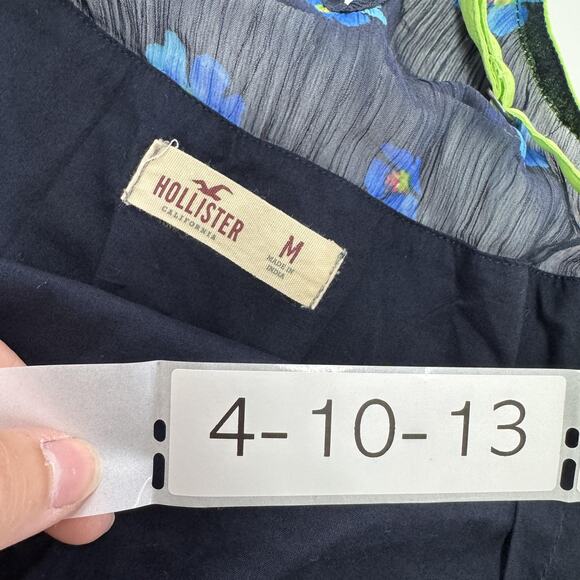 HOLLISTER
CALIFORNIA
M
MADE IN
INDIA
4-10-13